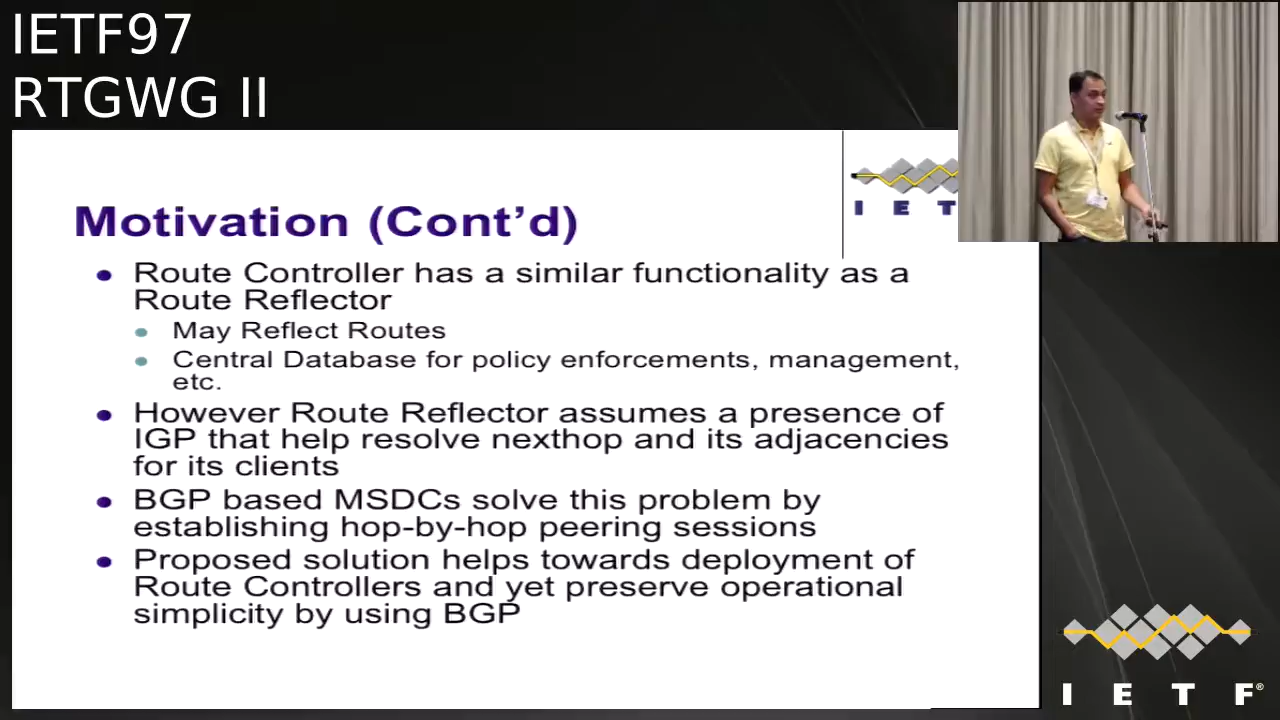 IETF97
RTGWG II
I E T
Motivation (Cont’d)
Route Controller has a similar functionality as a
Route Reflector
May Reflect Routes
Central Database for policy enforcements, management,
etc.
However Route Reflector assumes a presence of
IGP that help resolve nexthop and its adjacencies
for its clients
BGP based MSDCs solve this problem by
establishing hop-by-hop peering sessions
Proposed solution helps towards deployment of
Route Controllers and yet preserve operational
simplicity by using BGP
I E T F®